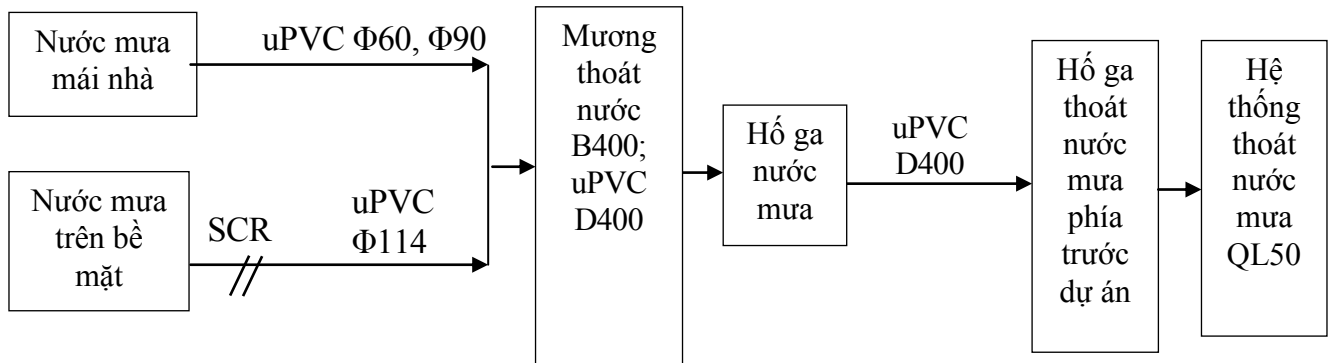 Nước mưa
mái nhà
uPVC Φ60, Φ90
Nước mưa
trên bề
mặt
SCR
uPVC
Φ114
Mương
thoát
nước
B400;
uPVC
D400
Hố ga
nước
mưa
uPVC
D400
Hố ga
thoát
nước
mưa
phía
trước
dự án
Hệ
thống
thoát
nước
mưa
QL50